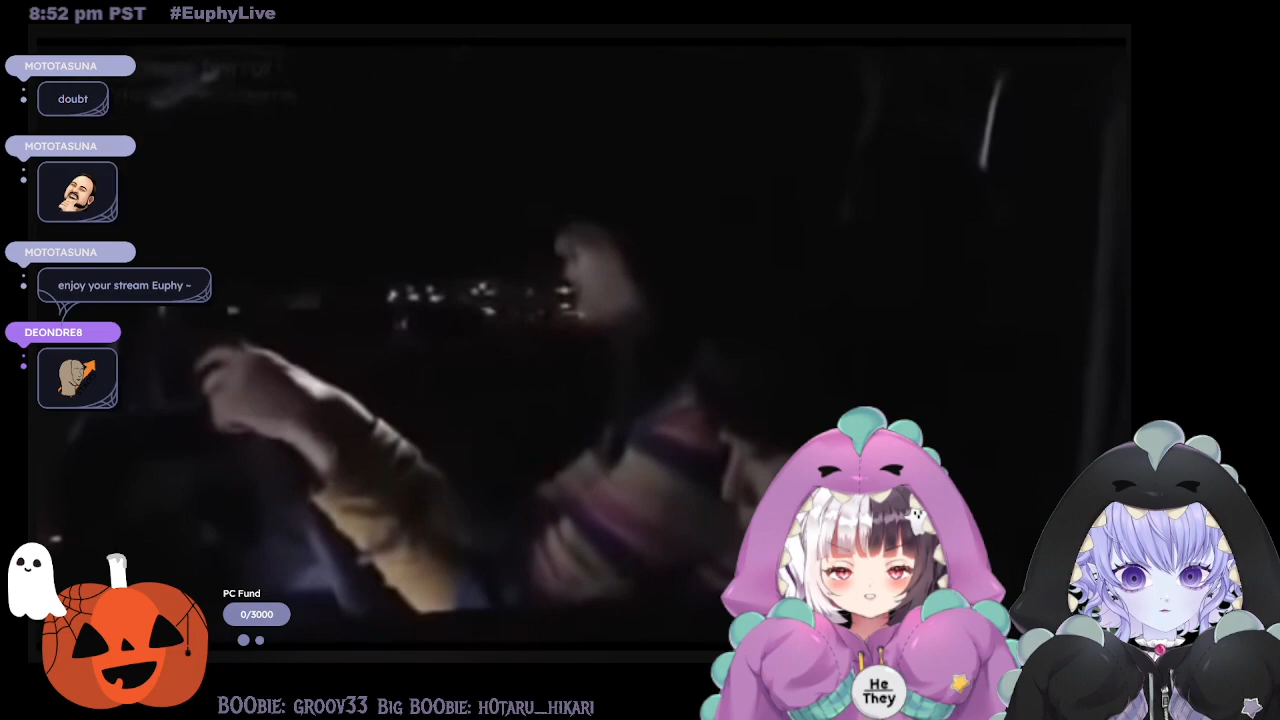 8:52 pm PST #EuphyLive
MOTOTASUNA
doubt
MOTOTASUNA
MOTOTASUNA
enjoy your stream Euphy ~
DEONDRE8
PC Fund
0/3000
He
They
BOObie: groov33 Big BOObie: h0taru_hikari